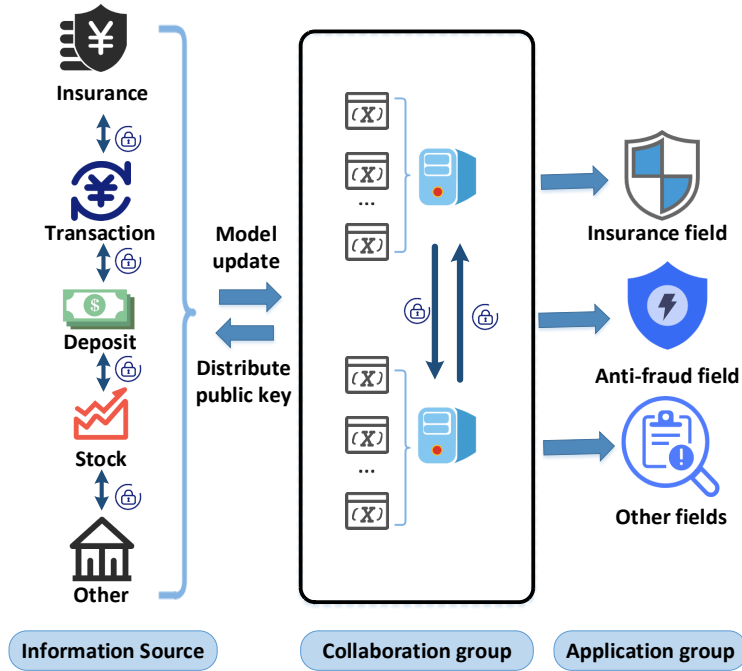 ¥
Insurance
¥
Transaction
$
Deposit
Stock
Other
Model
update
Distribute
public key
(X)
(X)
...
(X)
(X)
(X)
...
(X)
Insurance field
Anti-fraud field
!
Other fields
Information Source
Collaboration group
Application group